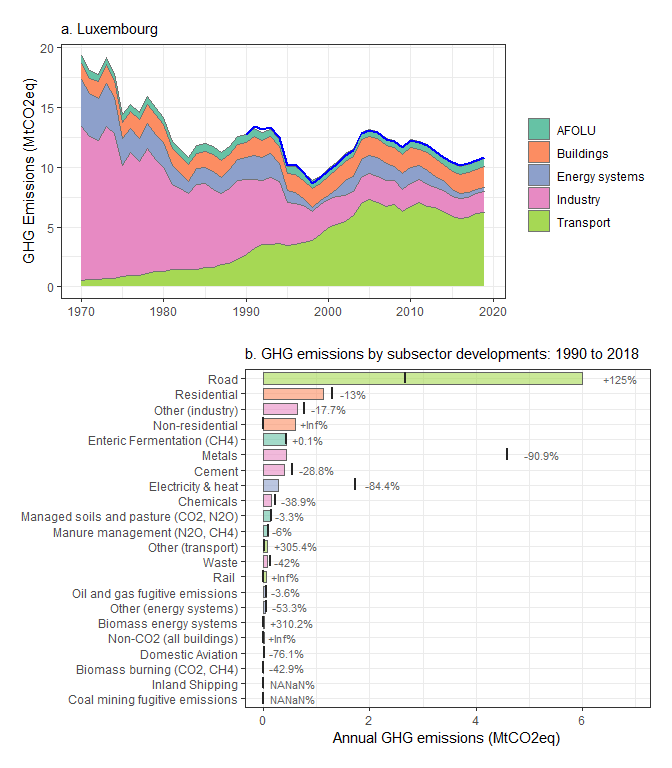 a. Luxembourg
20
15
10
5
0
GHG Emissions (MtCO2eq)
1970
1980
1990
2000
2010
2020
AFOLU
Buildings
Energy systems
Industry
Transport
b. GHG emissions by subsector developments: 1990 to 2018
Road +125%
Residential -13%
Other (industry) -17.7%
Non-residential +Inf%
Enteric Fermentation (CH4) +0.1%
Metals -90.9%
Cement -28.8%
Electricity & heat -84.4%
Chemicals -38.9%
Managed soils and pasture (CO2, N2O) -3.3%
Manure management (N2O, CH4) -6%
Other (transport) +305.4%
Waste -42%
Rail +Inf%
Oil and gas fugitive emissions -3.6%
Other (energy systems) -53.3%
Biomass energy systems +310.2%
Non-CO2 (all buildings) +Inf%
Domestic Aviation -76.1%
Biomass burning (CO2, CH4) -42.9%
Inland Shipping NANaN%
Coal mining fugitive emissions NANaN%
0
2
4
6
Annual GHG emissions (MtCO2eq)